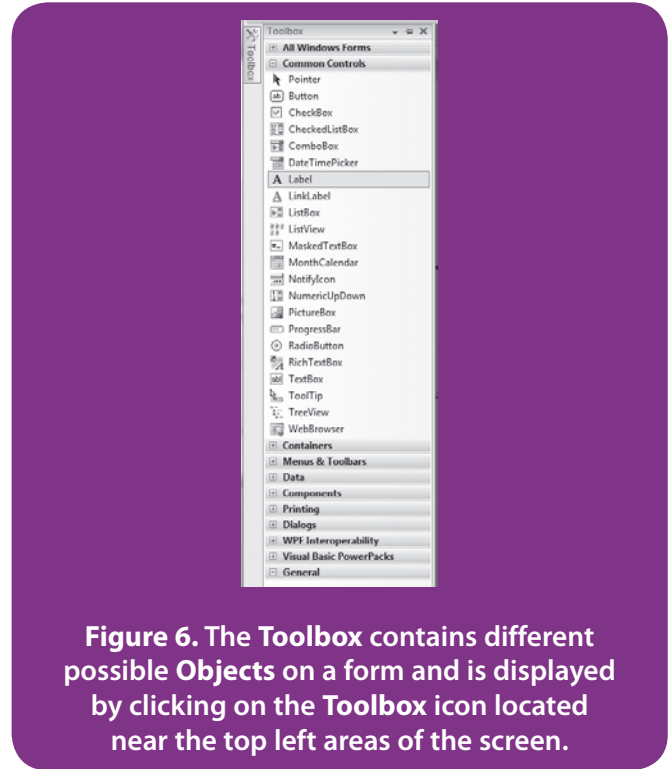 Toolbox
Toolbox
All Windows Forms
Common Controls
Pointer
ab Button
CheckBox
CheckedListBox
ComboBox
DateTimePicker
A Label
A LinkLabel
ListBox
ListView
MaskedTextBox
MonthCalendar
NotifyIcon
NumericUpDown
PictureBox
ProgressBar
RadioButton
RichTextBox
abl TextBox
ToolTip
TreeView
WebBrowser
Containers
Menus & Toolbars
Data
Components
Printing
Dialogs
WPF Interoperability
Visual Basic PowerPacks
General
Figure 6. The Toolbox contains different
possible Objects on a form and is displayed
by clicking on the Toolbox icon located
near the top left areas of the screen.